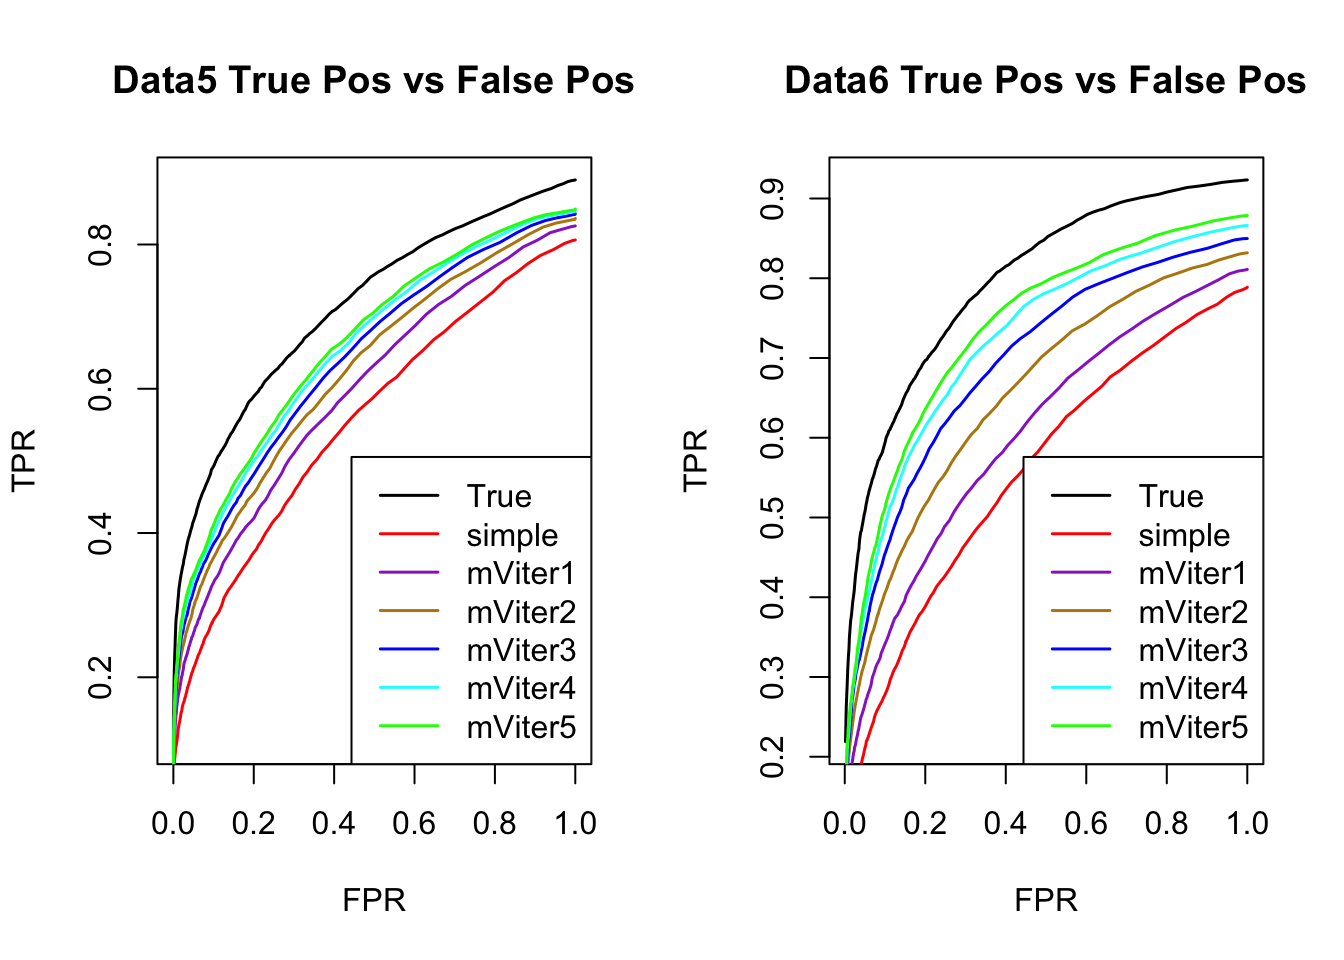 Data5 True Pos vs False Pos
TPR
0.8
0.6
0.4
0.2
True
simple
mViter1
mViter2
mViter3
mViter4
mViter5
0.0 0.2 0.4 0.6 0.8 1.0
FPR
Data6 True Pos vs False Pos
TPR
0.9
0.8
0.7
0.6
0.5
0.4
0.3
0.2
True
simple
mViter1
mViter2
mViter3
mViter4
mViter5
0.0 0.2 0.4 0.6 0.8 1.0
FPR